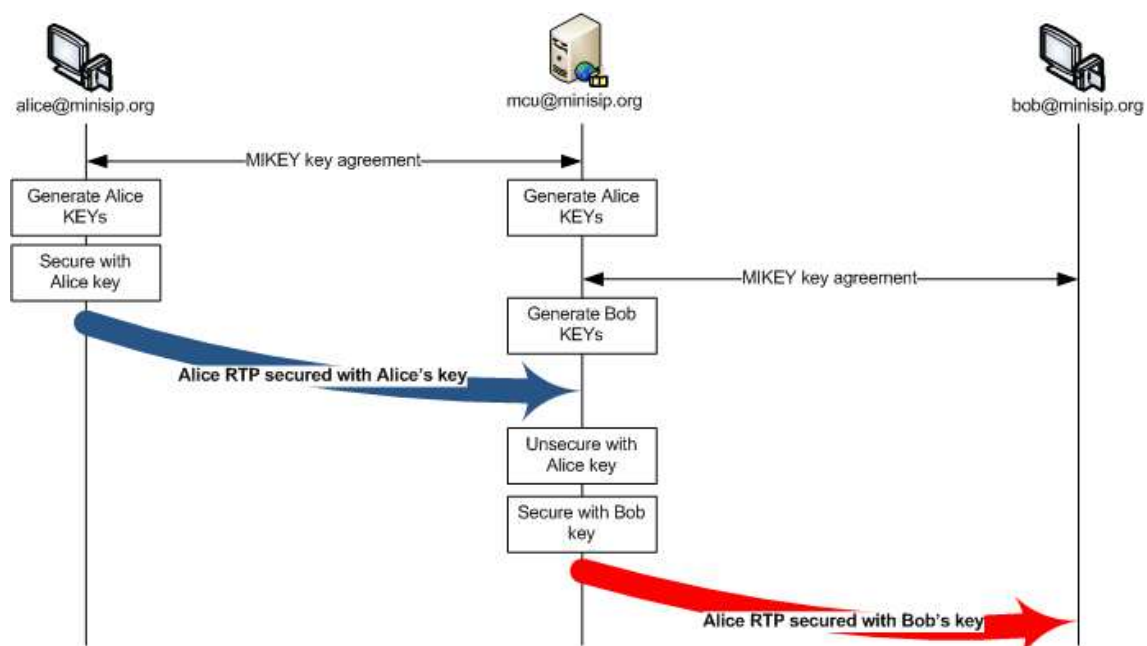 alice@minisip.org
mcu@minisip.org
bob@minisip.org
MIKEY key agreement
Generate Alice
KEYs
Generate Alice
KEYs
Secure with
Alice key
MIKEY key agreement
Generate Bob
KEYs
Alice RTP secured with Alice's key
Unsecure with
Alice key
Secure with Bob
key
Alice RTP secured with Bob's key